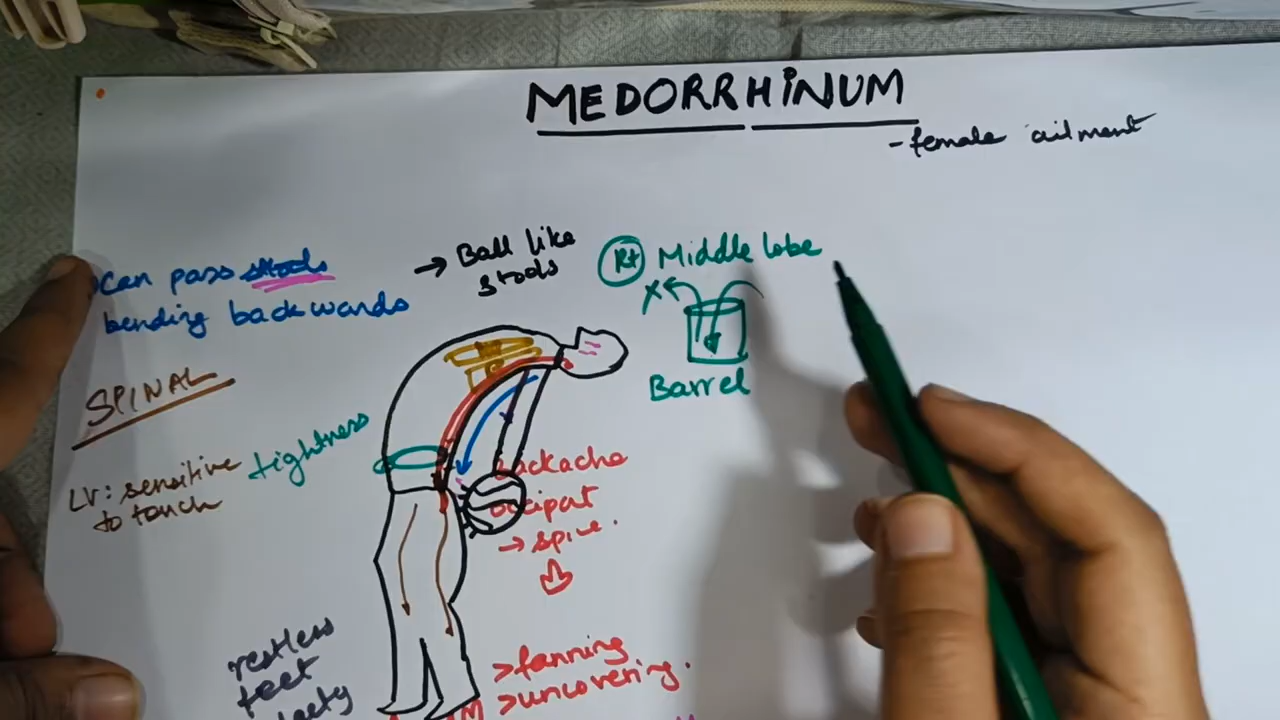 MEDORRHINUM
- female ailment
Can pass stools
bending backwards
→ Ball like
stools
Rt Middle lobe
X
Barrel
SPINAL
LV: sensitive
to touch
tightness
backache
occiput
→ spine.
restless
feet
> fanning
> uncovering.